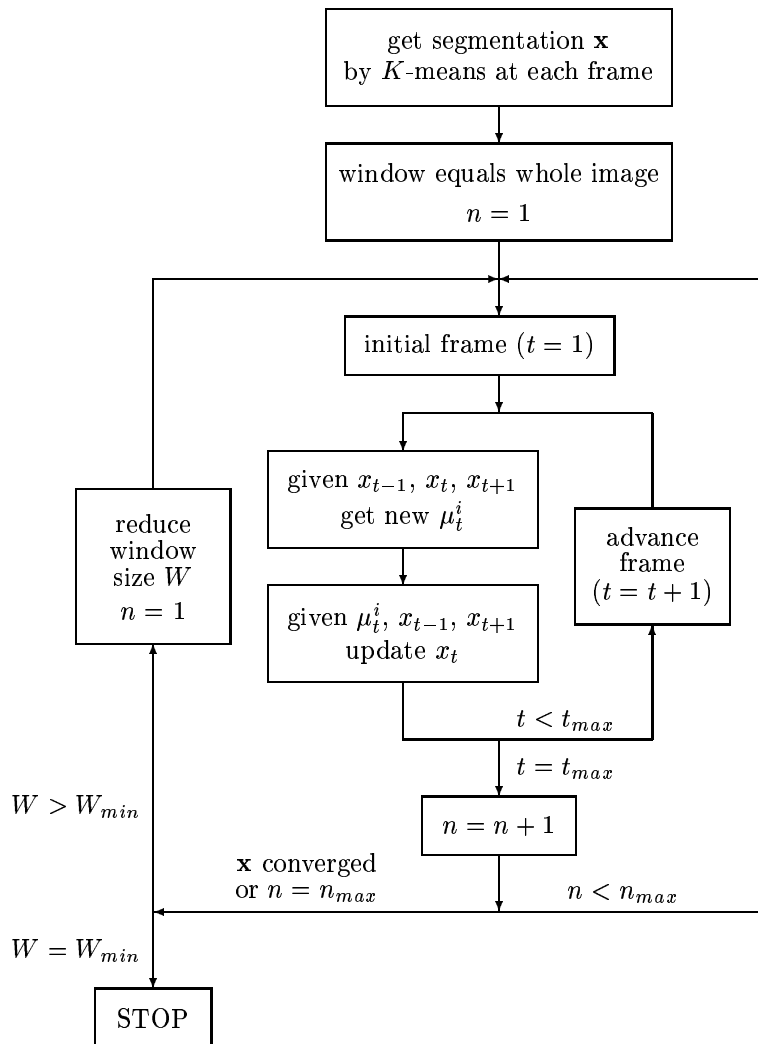 get segmentation x
by K-means at each frame
window equals whole image
n = 1
initial frame (t = 1)
given x_{t−1}, x_t, x_{t+1}
get new μ_t^i
given μ_t^i, x_{t−1}, x_{t+1}
update x_t
advance
frame
(t = t + 1)
reduce
window
size W
n = 1
t < t_{max}
t = t_{max}
W > W_{min}
n = n + 1
x converged
or n = n_{max}
n < n_{max}
W = W_{min}
STOP